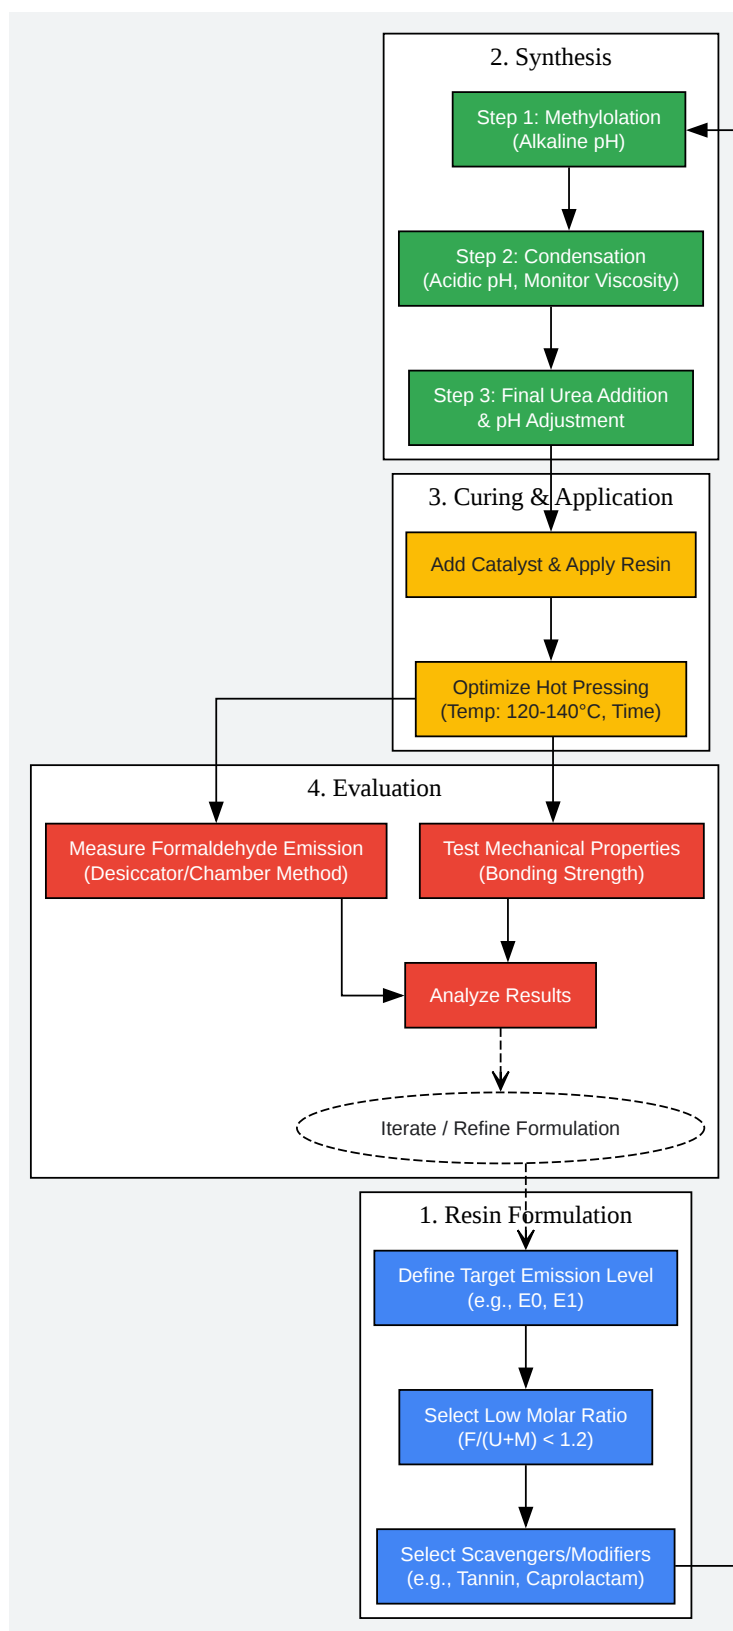 2. Synthesis
Step 1: Methylolation
(Alkaline pH)
Step 2: Condensation
(Acidic pH, Monitor Viscosity)
Step 3: Final Urea Addition
& pH Adjustment
3. Curing & Application
Add Catalyst & Apply Resin
Optimize Hot Pressing
(Temp: 120-140°C, Time)
4. Evaluation
Measure Formaldehyde Emission
(Desiccator/Chamber Method)
Test Mechanical Properties
(Bonding Strength)
Analyze Results
Iterate / Refine Formulation
1. Resin Formulation
Define Target Emission Level
(e.g., E0, E1)
Select Low Molar Ratio
(F/(U+M) < 1.2)
Select Scavengers/Modifiers
(e.g., Tannin, Caprolactam)